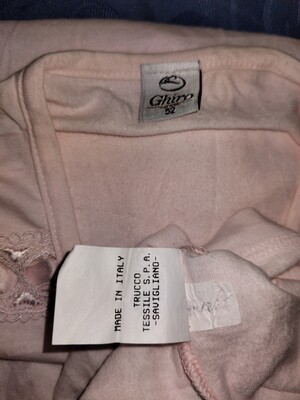 Ghiro
52
MADE IN ITALY
TRUCCO
TESSILE S.P.A.
-SAVIGLIANO-